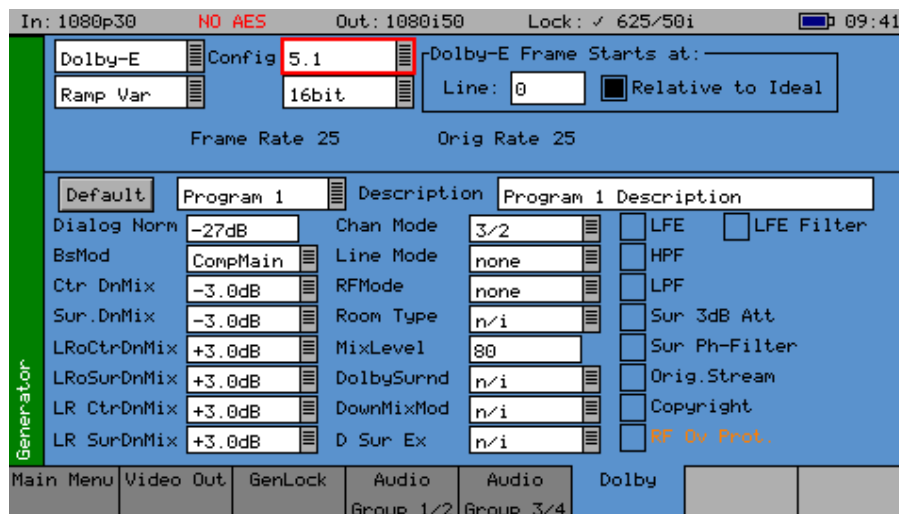 In: 1080p30 NO AES Out: 1080i50 Lock: ✓ 625/50i 09:41
Dolby-E Config 5.1 Dolby-E Frame Starts at:
Ramp Var 16bit Line: 0 Relative to Ideal
Frame Rate 25 Orig Rate 25
Default Program 1 Description Program 1 Description
Dialog Norm -27dB Chan Mode 3/2 LFE LFE Filter
BsMod CompMain Line Mode none HPF
Ctr DnMix -3.0dB RFMode none LPF
Sur.DnMix -3.0dB Room Type n/i Sur 3dB Att
LRoCtrDnMix +3.0dB MixLevel 80 Sur Ph-Filter
LRoSurDnMix +3.0dB DolbySurnd n/i Orig.Stream
LR CtrDnMix +3.0dB DownMixMod n/i Copyright
LR SurDnMix +3.0dB D Sur Ex n/i RF Ov Prot.
Generator
Main Menu Video Out GenLock Audio Audio Dolby
Group 1/2 Group 3/4